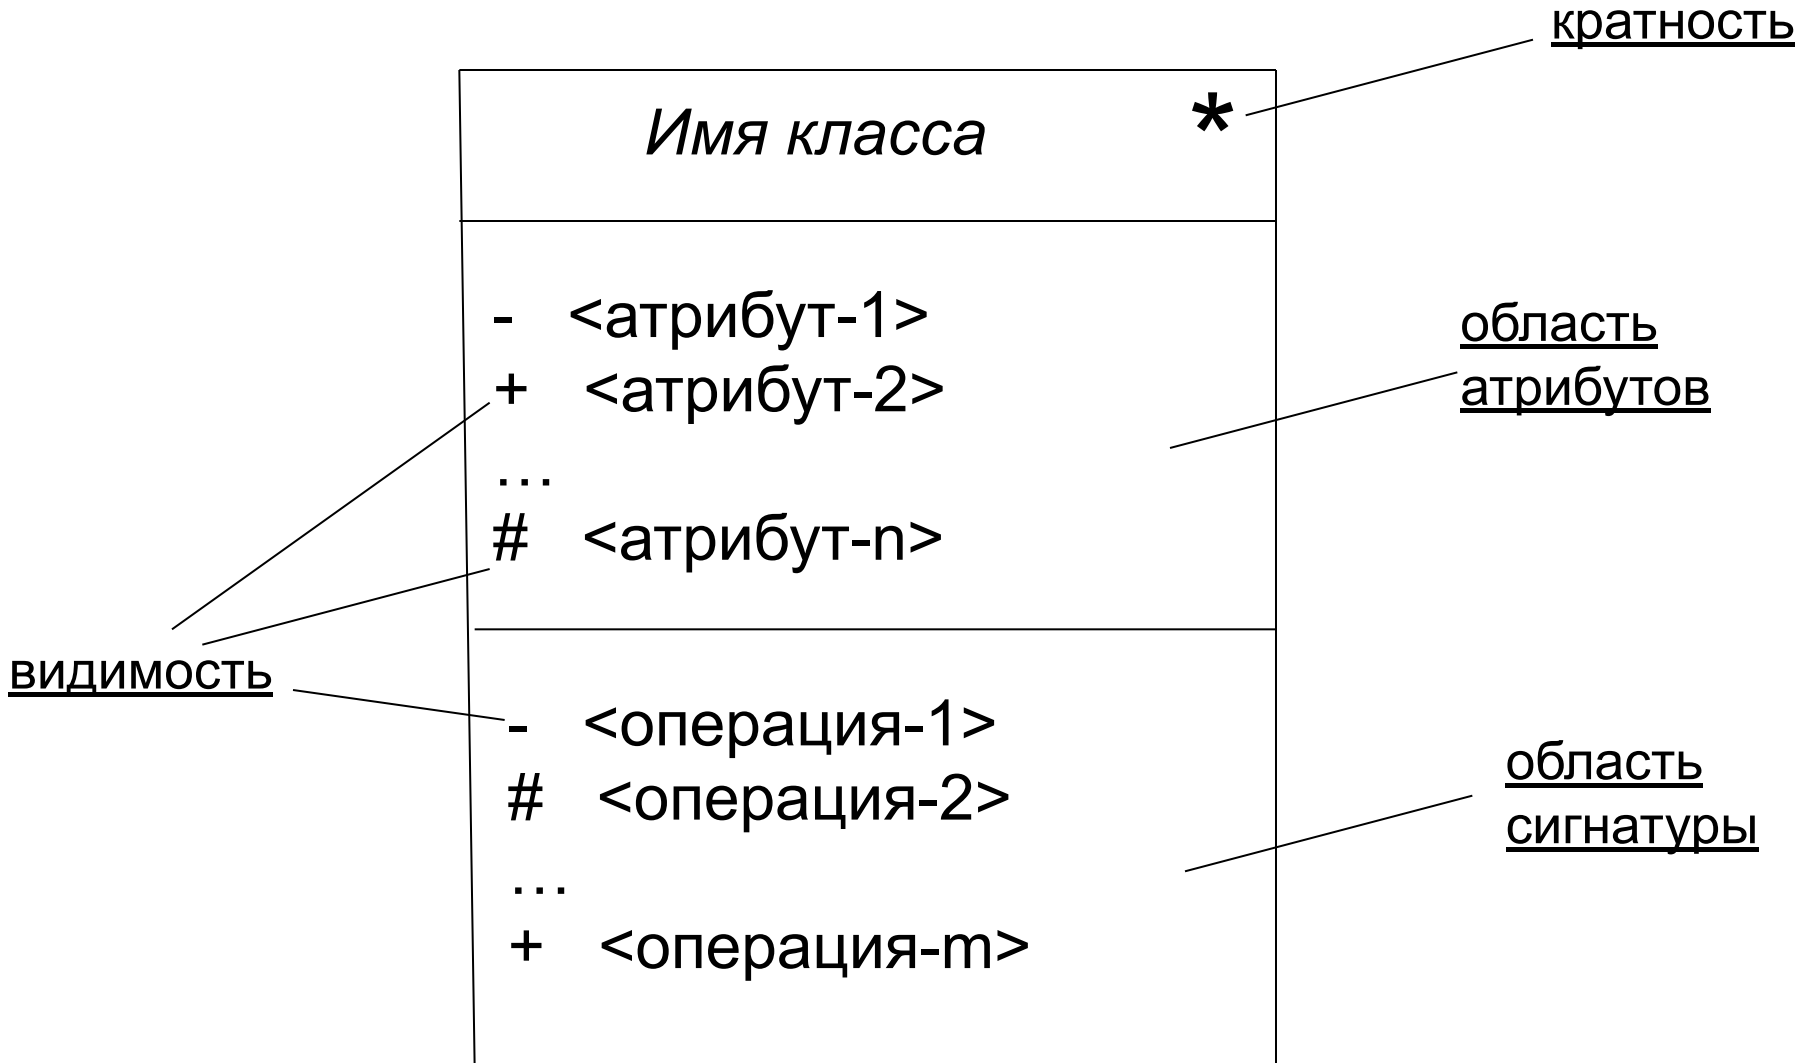 кратность
Имя класса *
- <атрибут-1>
+ <атрибут-2>
…
# <атрибут-n>
область
атрибутов
видимость
- <операция-1>
# <операция-2>
…
+ <операция-m>
область
сигнатуры